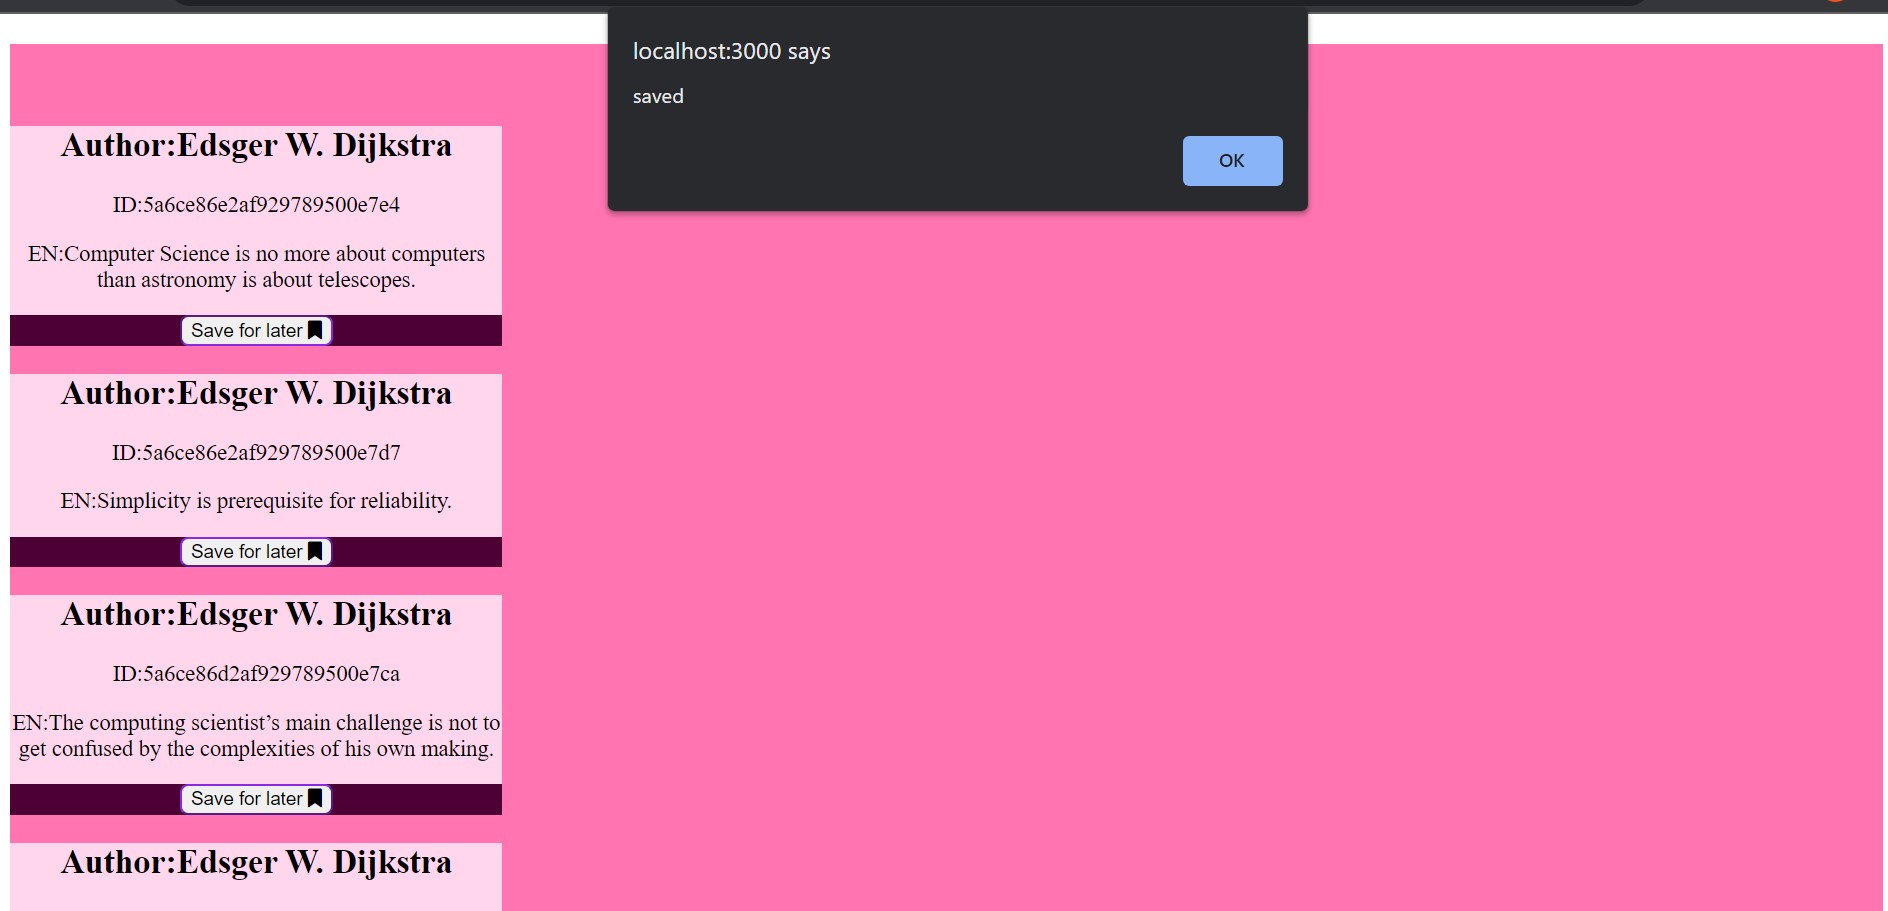 localhost:3000 says
saved
OK
Author:Edsger W. Dijkstra
ID:5a6ce86e2af929789500e7e4
EN:Computer Science is no more about computers
than astronomy is about telescopes.
Save for later
Author:Edsger W. Dijkstra
ID:5a6ce86e2af929789500e7d7
EN:Simplicity is prerequisite for reliability.
Save for later
Author:Edsger W. Dijkstra
ID:5a6ce86d2af929789500e7ca
EN:The computing scientist’s main challenge is not to
get confused by the complexities of his own making.
Save for later
Author:Edsger W. Dijkstra